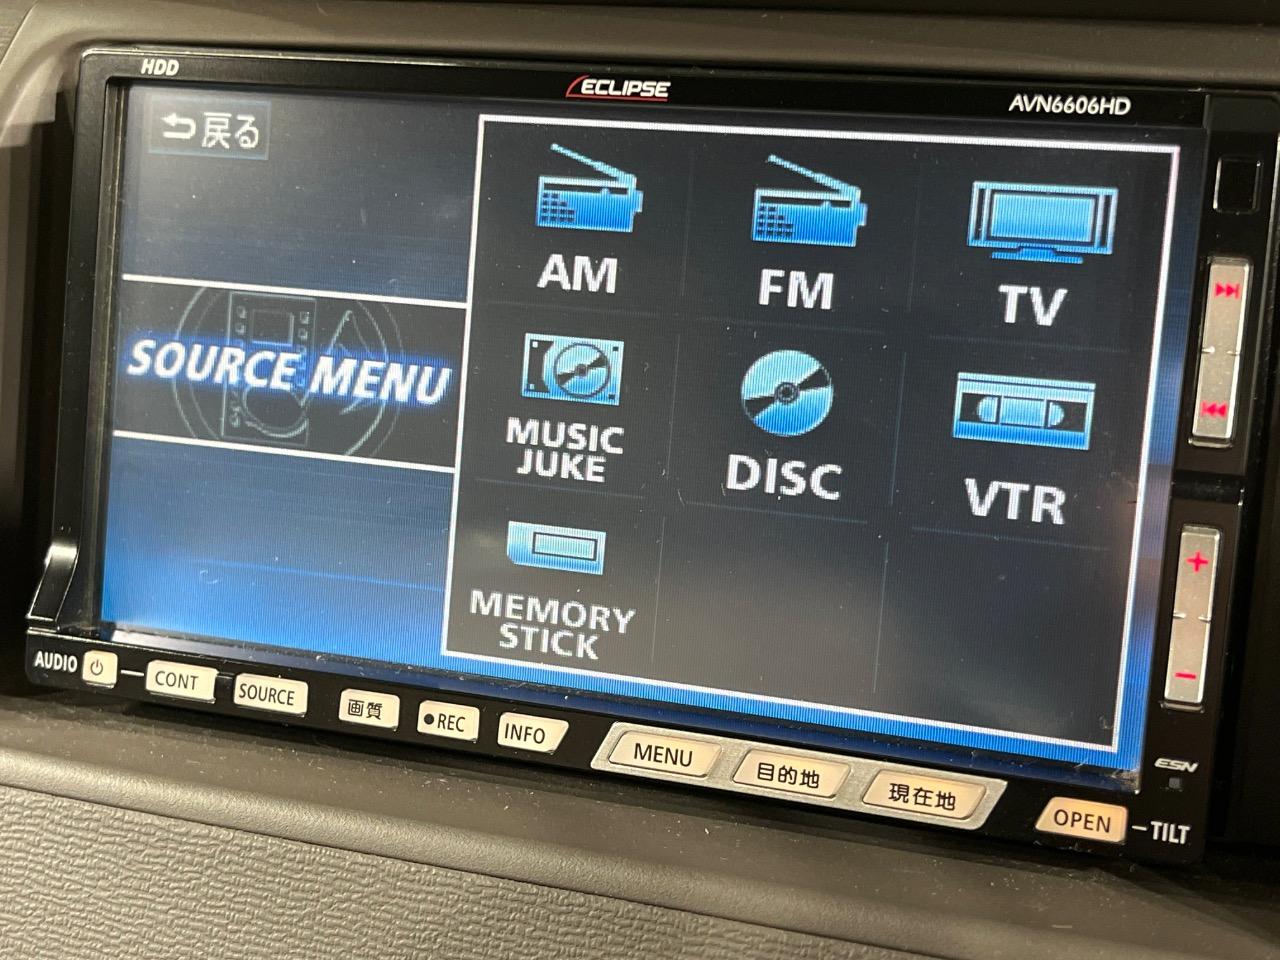 HDD
ECLIPSE
AVN6606HD
戻る
SOURCE MENU
AM
FM
TV
MUSIC
JUKE
DISC
VTR
MEMORY
STICK
AUDIO
CONT
SOURCE
画質
●REC
INFO
MENU
目的地
現在地
ESN
OPEN
TILT